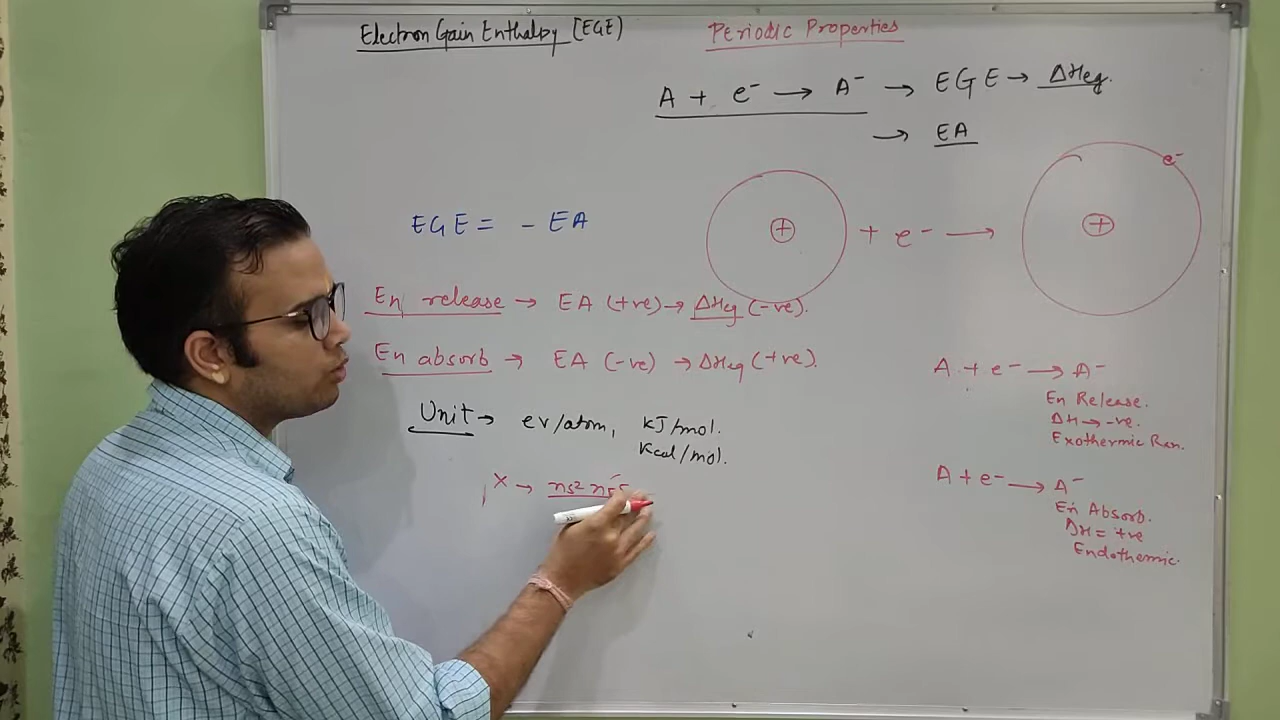 Electron Gain Enthalpy (EGE)
Periodic Properties
A + e⁻ → A⁻ → EGE → ΔHeg.
→ EA
EGE = - EA
+ + e⁻ → + e⁻
En release → EA (+ve) → ΔHeg (-ve).
En absorb → EA (-ve) → ΔHeg (+ve).
Unit → ev/atom, kJ/mol.
Kcal/mol.
X → ns² np⁵
A + e⁻ → A⁻
En Release.
ΔH → -ve.
Exothermic Rxn.
A + e⁻ → A⁻
En Absorb.
ΔH = +ve
Endothermic.